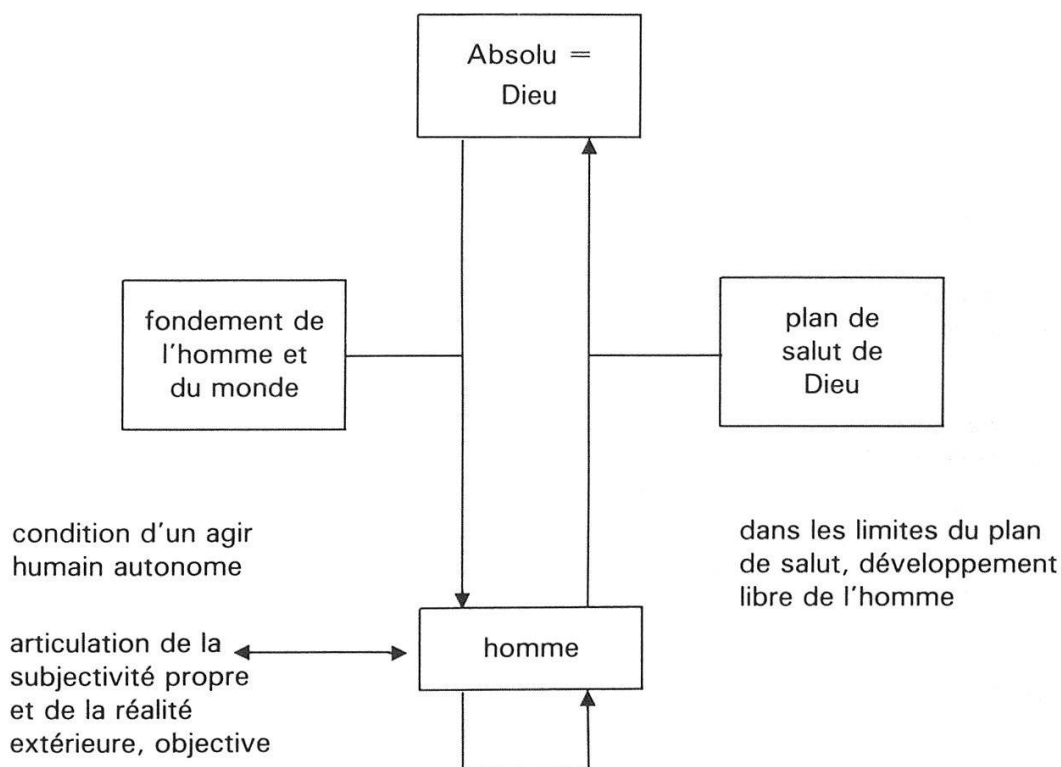 Absolu =
Dieu
fondement de
l'homme et
du monde
plan de
salut de
Dieu
condition d'un agir
humain autonome
dans les limites du plan
de salut, développement
libre de l'homme
articulation de la
subjectivité propre
et de la réalité
extérieure, objective
homme